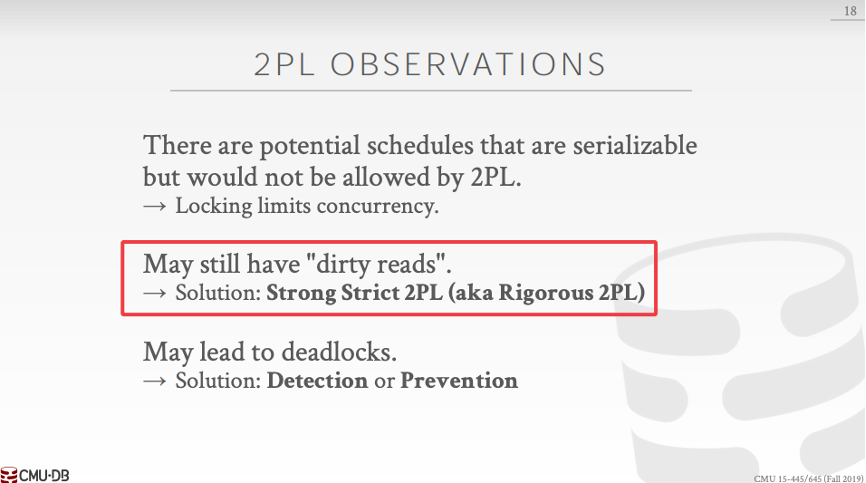 18
2PL OBSERVATIONS
There are potential schedules that are serializable
but would not be allowed by 2PL.
→ Locking limits concurrency.
May still have "dirty reads".
→ Solution: Strong Strict 2PL (aka Rigorous 2PL)
May lead to deadlocks.
→ Solution: Detection or Prevention
CMU·DB
CMU 15-445/645 (Fall 2019)